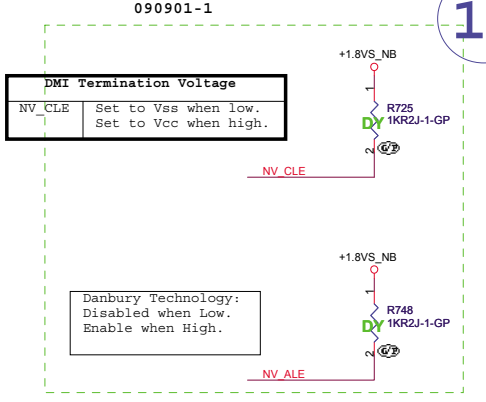 090901-1
1
+1.8VS_NB
DMI Termination Voltage
NV_CLE Set to Vss when low.
Set to Vcc when high.
1
R725
DY 1KR2J-1-GP
2
NV_CLE
+1.8VS_NB
1
Danbury Technology:
Disabled when Low.
Enable when High.
R748
DY 1KR2J-1-GP
2
NV_ALE